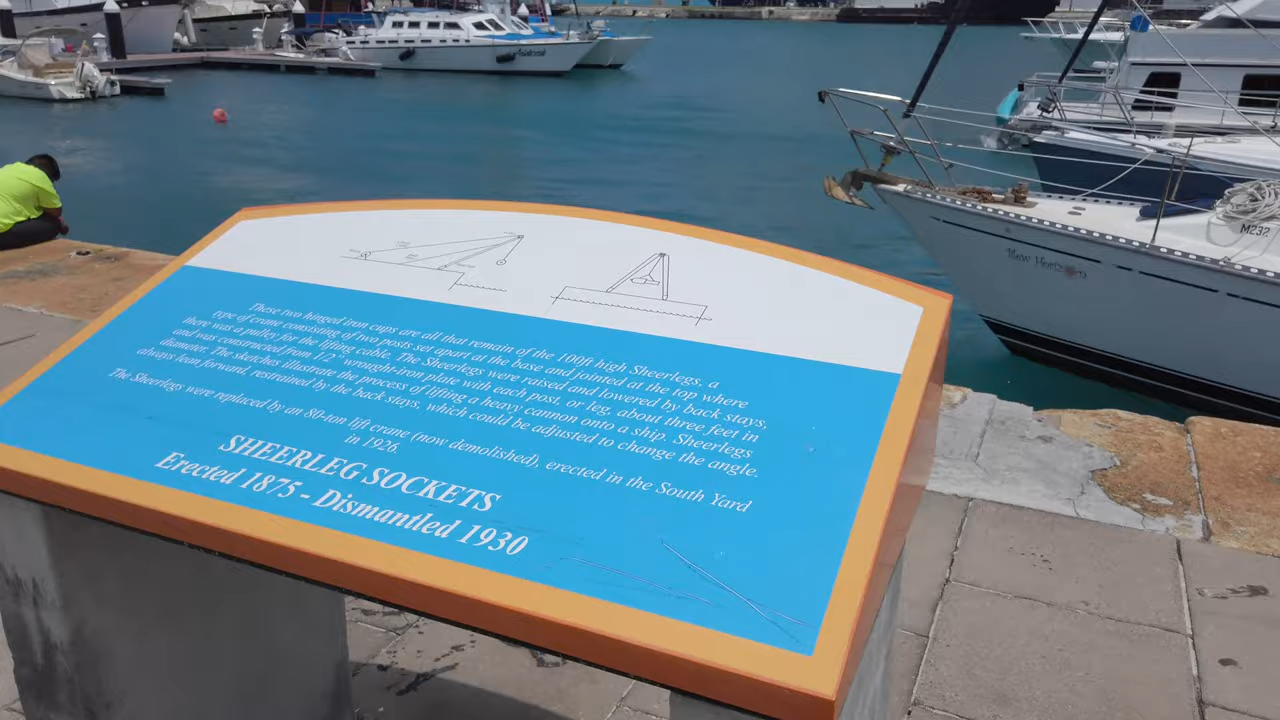 These two hinged iron cups are all that remain of the 100ft high Sheerlegs, a
type of crane consisting of two posts set apart at the base and jointed at the top where
there was a pulley for the lifting cable. The Sheerlegs were raised and lowered by back stays,
and was constructed from 1/2" wrought-iron plate with each post, or leg, about three feet in
diameter. The sketches illustrate the process of lifting a heavy cannon onto a ship. Sheerlegs
always leant forward, restrained by the back stays, which could be adjusted to change the angle.
The Sheerlegs were replaced by an 80-ton lift crane (now demolished), erected in the South Yard
in 1926.
SHEERLEG SOCKETS
Erected 1875 - Dismantled 1930
New Horizon
M232